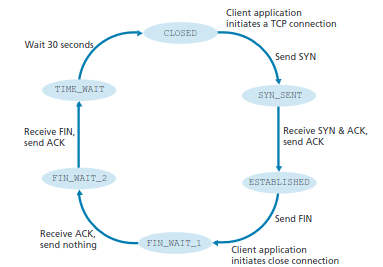 Client application
initiates a TCP connection
CLOSED
Wait 30 seconds
Send SYN
TIME_WAIT
SYN_SENT
Receive FIN,
send ACK
Receive SYN & ACK,
send ACK
FIN_WAIT_2
ESTABLISHED
Send FIN
Receive ACK,
send nothing
FIN_WAIT_1
Client application
initiates close connection